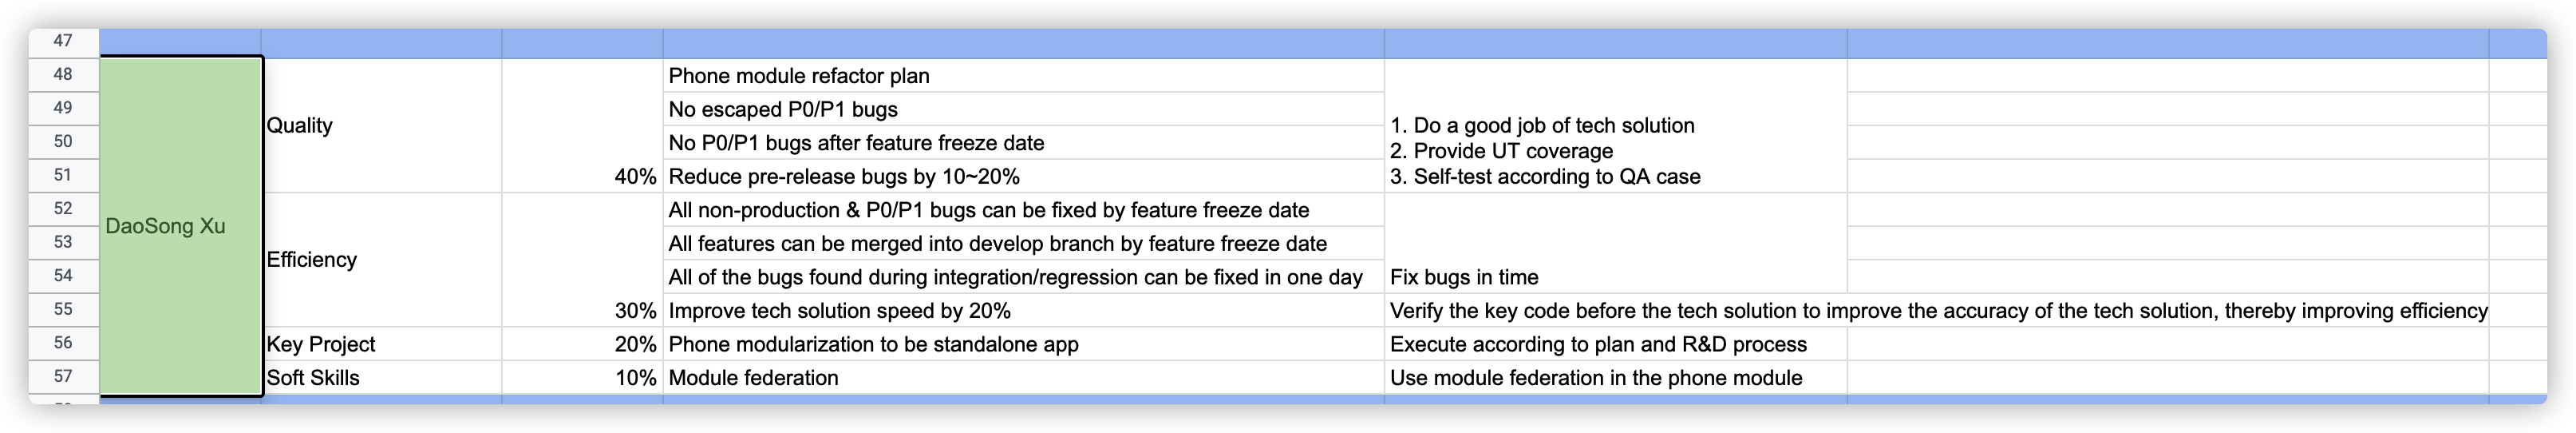 47
48
Phone module refactor plan
49
No escaped P0/P1 bugs
Quality
1. Do a good job of tech solution
50
No P0/P1 bugs after feature freeze date
2. Provide UT coverage
51
40%
Reduce pre-release bugs by 10~20%
3. Self-test according to QA case
52
All non-production & P0/P1 bugs can be fixed by feature freeze date
DaoSong Xu
53
All features can be merged into develop branch by feature freeze date
Efficiency
54
All of the bugs found during integration/regression can be fixed in one day
Fix bugs in time
55
30%
Improve tech solution speed by 20%
Verify the key code before the tech solution to improve the accuracy of the tech solution, thereby improving efficiency
56
Key Project
20%
Phone modularization to be standalone app
Execute according to plan and R&D process
57
Soft Skills
10%
Module federation
Use module federation in the phone module